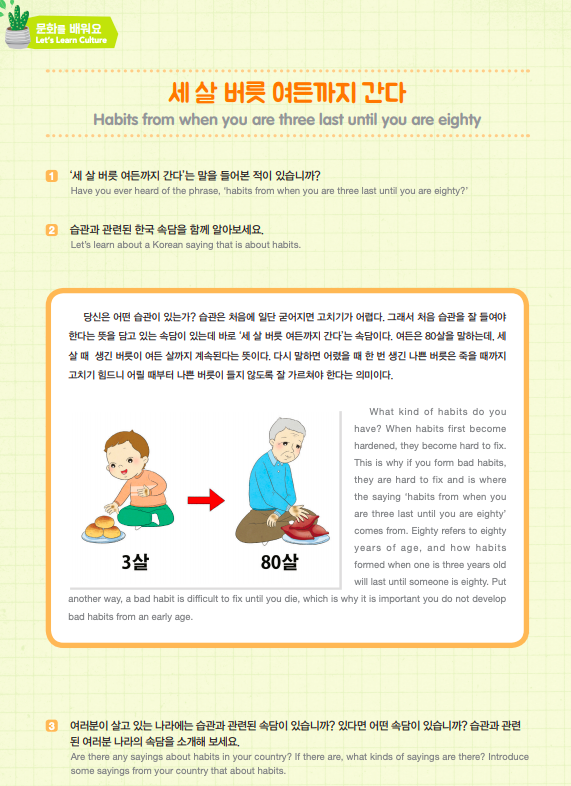 문화를 배워요
Let's Learn Culture
세 살 버릇 여든까지 간다
Habits from when you are three last until you are eighty
1 '세 살 버릇 여든까지 간다'는 말을 들어본 적이 있습니까?
Have you ever heard of the phrase, 'habits from when you are three last until you are eighty?'
2 습관과 관련된 한국 속담을 함께 알아보세요.
Let's learn about a Korean saying that is about habits.
당신은 어떤 습관이 있는가? 습관은 처음에 일단 굳어지면 고치기가 어렵다. 그래서 처음 습관을 잘 들여야
한다는 뜻을 담고 있는 속담이 있는데 바로 '세 살 버릇 여든까지 간다'는 속담이다. 여든은 80살을 말하는데, 세
살 때 생긴 버릇이 여든 살까지 계속된다는 뜻이다. 다시 말하면 어렸을 때 한 번 생긴 나쁜 버릇은 죽을 때까지
고치기 힘드니 어릴 때부터 나쁜 버릇이 들지 않도록 잘 가르쳐야 한다는 의미이다.
What kind of habits do you
have? When habits first become
hardened, they become hard to fix.
This is why if you form bad habits,
they are hard to fix and is where
the saying 'habits from when you
are three last until you are eighty'
comes from. Eighty refers to eighty
years of age, and how habits
formed when one is three years old
will last until someone is eighty. Put
3살
80살
another way, a bad habit is difficult to fix until you die, which is why it is important you do not develop
bad habits from an early age.
3 여러분이 살고 있는 나라에는 습관과 관련된 속담이 있습니까? 있다면 어떤 속담이 있습니까? 습관과 관련
된 여러분 나라의 속담을 소개해 보세요.
Are there any sayings about habits in your country? If there are, what kinds of sayings are there? Introduce
some sayings from your country that about habits.